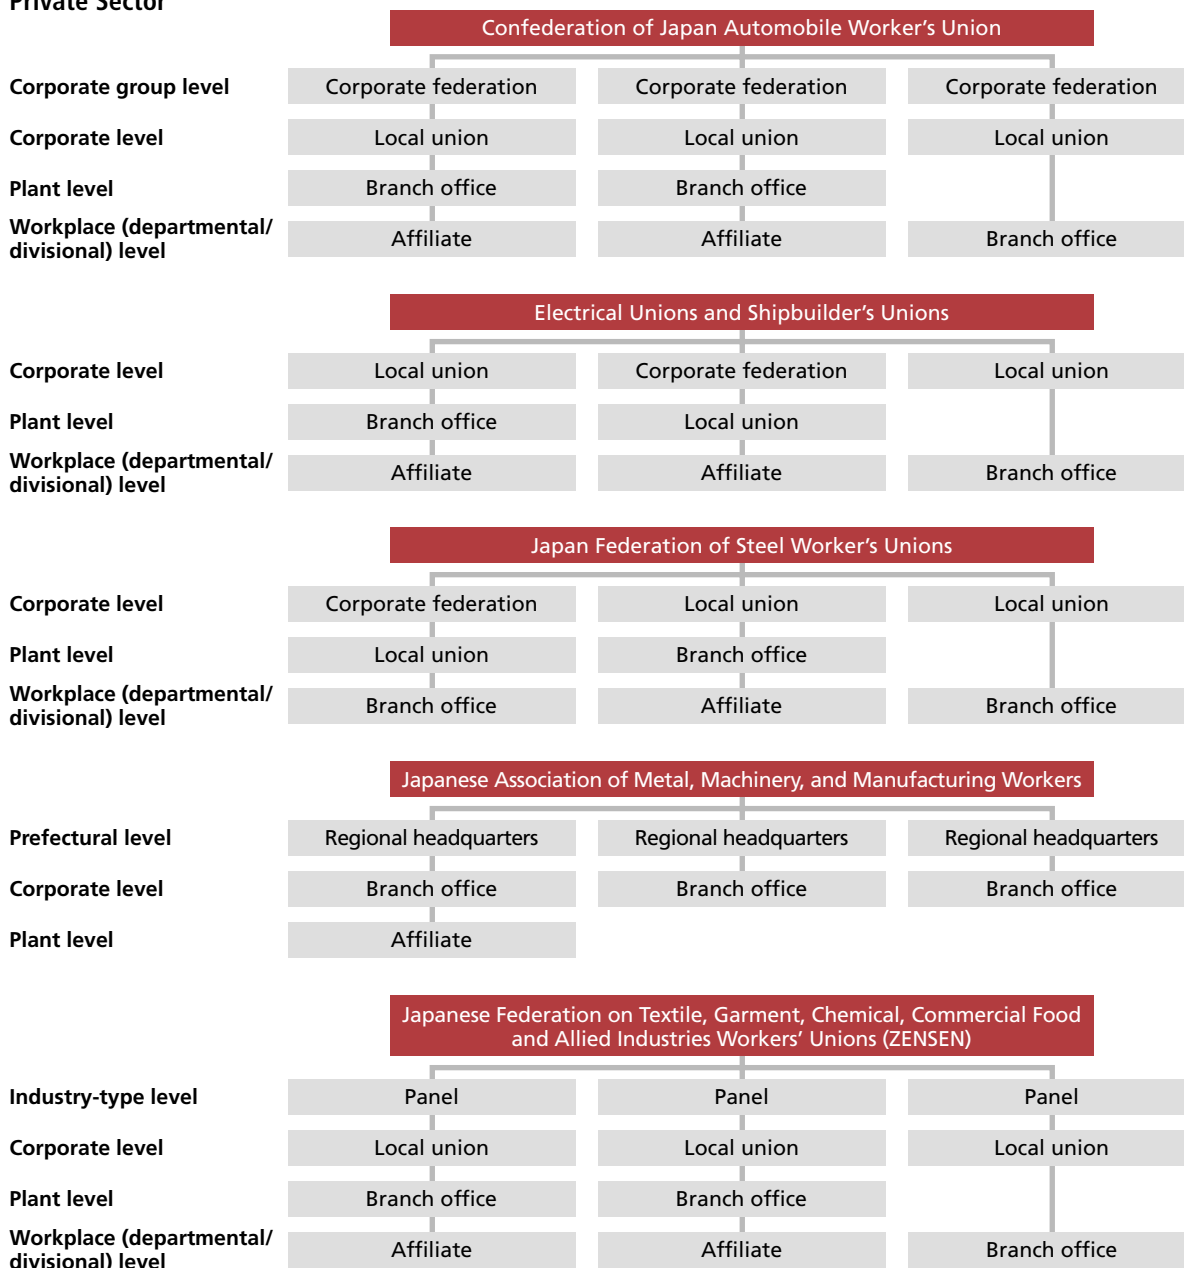 Private Sector
Confederation of Japan Automobile Worker's Union
Corporate group level Corporate federation Corporate federation Corporate federation
Corporate level Local union Local union Local union
Plant level Branch office Branch office
Workplace (departmental/
divisional) level Affiliate Affiliate Branch office
Electrical Unions and Shipbuilder's Unions
Corporate level Local union Corporate federation Local union
Plant level Branch office Local union
Workplace (departmental/
divisional) level Affiliate Affiliate Branch office
Japan Federation of Steel Worker's Unions
Corporate level Corporate federation Local union Local union
Plant level Local union Branch office
Workplace (departmental/
divisional) level Branch office Affiliate Branch office
Japanese Association of Metal, Machinery, and Manufacturing Workers
Prefectural level Regional headquarters Regional headquarters Regional headquarters
Corporate level Branch office Branch office Branch office
Plant level Affiliate
Japanese Federation on Textile, Garment, Chemical, Commercial Food
and Allied Industries Workers' Unions (ZENSEN)
Industry-type level Panel Panel Panel
Corporate level Local union Local union Local union
Plant level Branch office Branch office
Workplace (departmental/
divisional) level Affiliate Affiliate Branch office